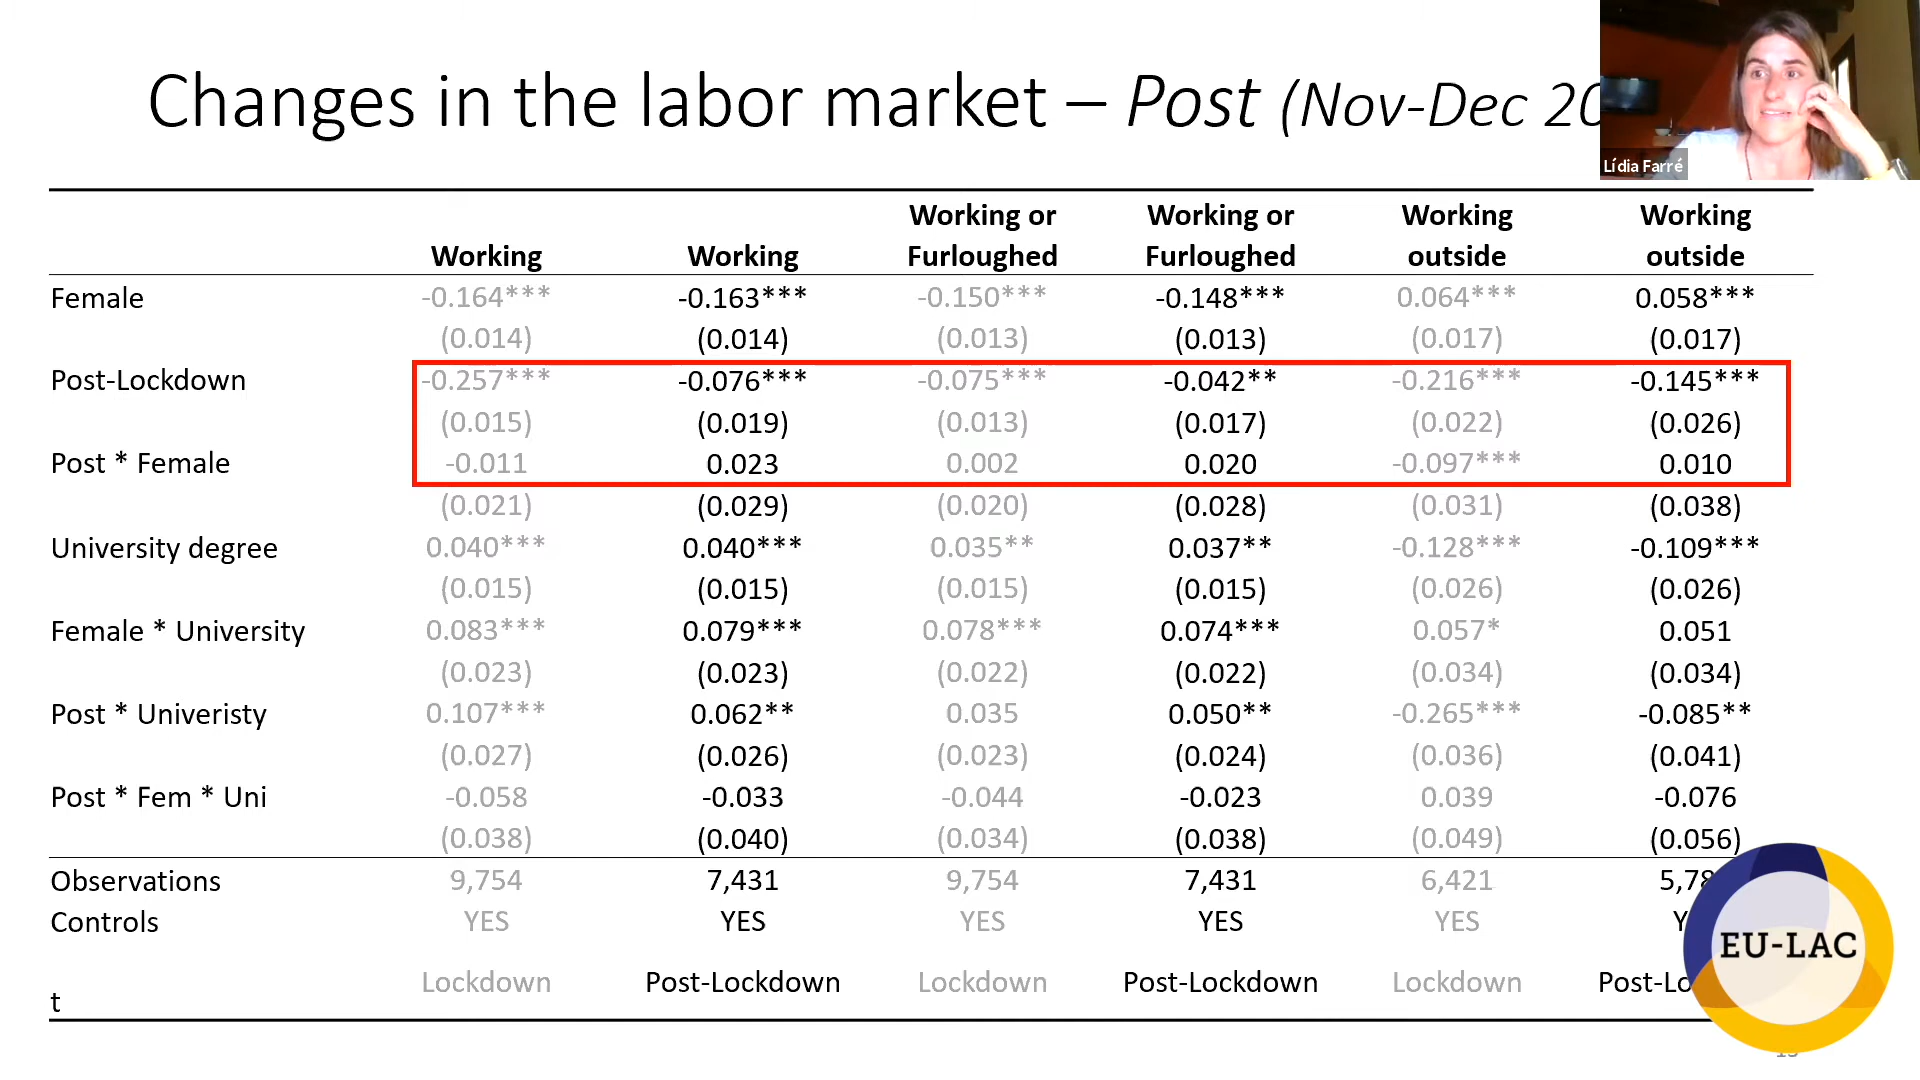 Changes in the labor market – Post (Nov-Dec 20
Lídia Farré
Working or Working or Working Working
Working Working Furloughed Furloughed outside outside
Female -0.164*** -0.163*** -0.150*** -0.148*** 0.064*** 0.058***
(0.014) (0.014) (0.013) (0.013) (0.017) (0.017)
Post-Lockdown -0.257*** -0.076*** -0.075*** -0.042** -0.216*** -0.145***
(0.015) (0.019) (0.013) (0.017) (0.022) (0.026)
Post * Female -0.011 0.023 0.002 0.020 -0.097*** 0.010
(0.021) (0.029) (0.020) (0.028) (0.031) (0.038)
University degree 0.040*** 0.040*** 0.035** 0.037** -0.128*** -0.109***
(0.015) (0.015) (0.015) (0.015) (0.026) (0.026)
Female * University 0.083*** 0.079*** 0.078*** 0.074*** 0.057* 0.051
(0.023) (0.023) (0.022) (0.022) (0.034) (0.034)
Post * Univeristy 0.107*** 0.062** 0.035 0.050** -0.265*** -0.085**
(0.027) (0.026) (0.023) (0.024) (0.036) (0.041)
Post * Fem * Uni -0.058 -0.033 -0.044 -0.023 0.039 -0.076
(0.038) (0.040) (0.034) (0.038) (0.049) (0.056)
Observations 9,754 7,431 9,754 7,431 6,421 5,78
Controls YES YES YES YES YES Y
Lockdown Post-Lockdown Lockdown Post-Lockdown Lockdown Post-Lo
t
EU-LAC